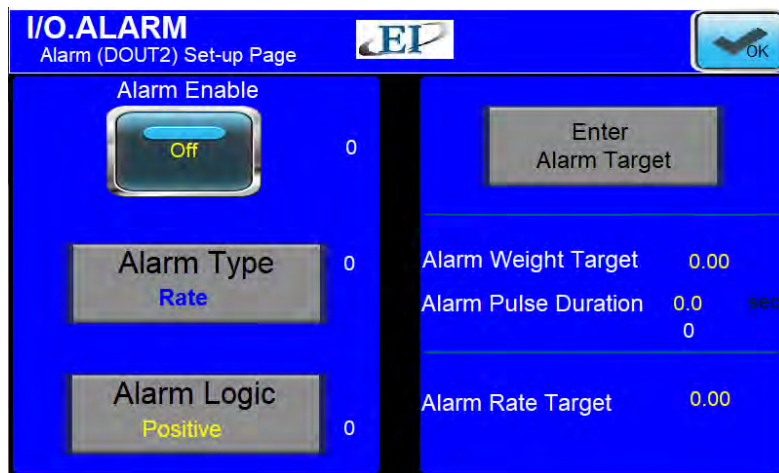 I/O.ALARM
Alarm (DOUT2) Set-up Page
EI
OK
Alarm Enable
Off
0
Alarm Type
Rate
0
Alarm Logic
Positive
0
Enter
Alarm Target
Alarm Weight Target 0.00
Alarm Pulse Duration 0.0 sec
0
Alarm Rate Target 0.00